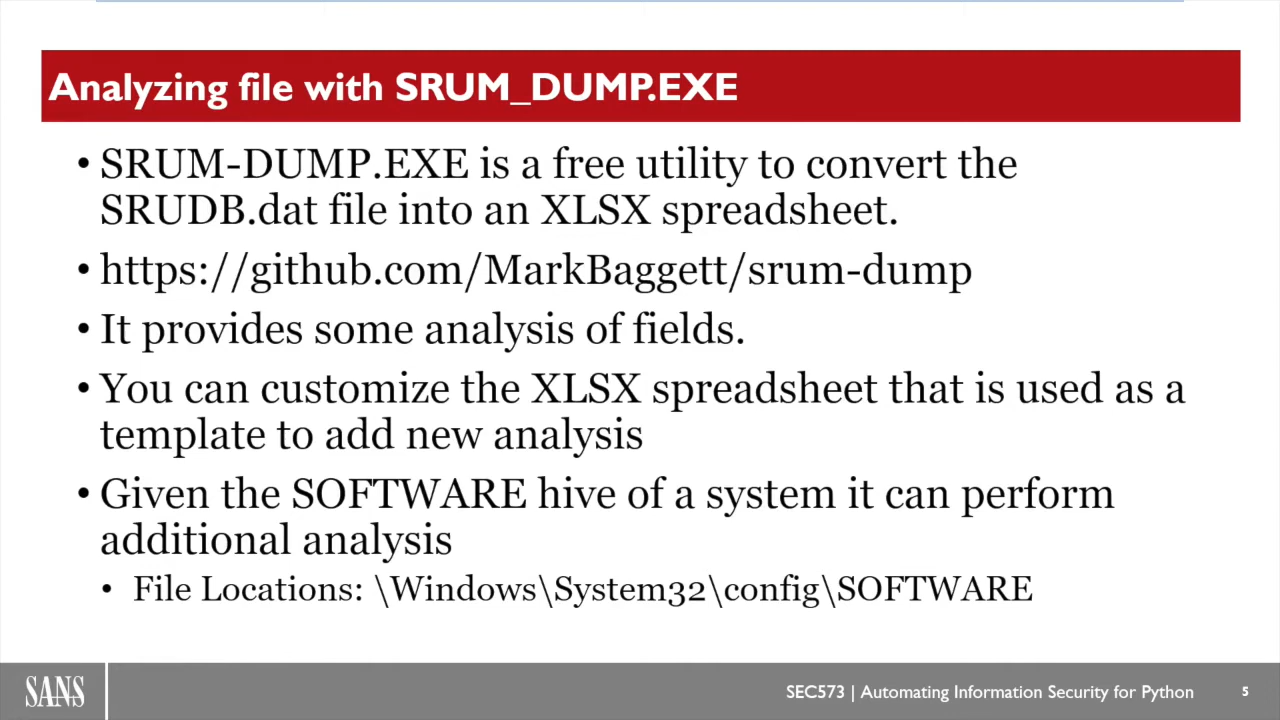 Analyzing file with SRUM_DUMP.EXE
• SRUM-DUMP.EXE is a free utility to convert the
SRUDB.dat file into an XLSX spreadsheet.
• https://github.com/MarkBaggett/srum-dump
• It provides some analysis of fields.
• You can customize the XLSX spreadsheet that is used as a
template to add new analysis
• Given the SOFTWARE hive of a system it can perform
additional analysis
• File Locations: \Windows\System32\config\SOFTWARE
SANS
SEC573 | Automating Information Security for Python
5